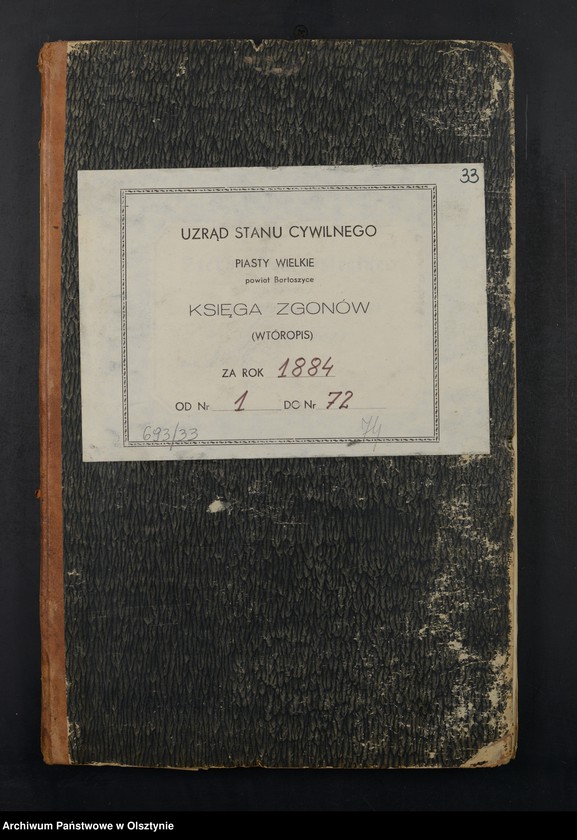 33
UZRĄD STANU CYWILNEGO
PIASTY WIELKIE
powiat Bartoszyce
KSIĘGA ZGONÓW
(WTÓROPIS)
ZA ROK 1884
OD Nr 1 DO Nr 72
693/33 74
Archiwum Państwowe w Olsztynie